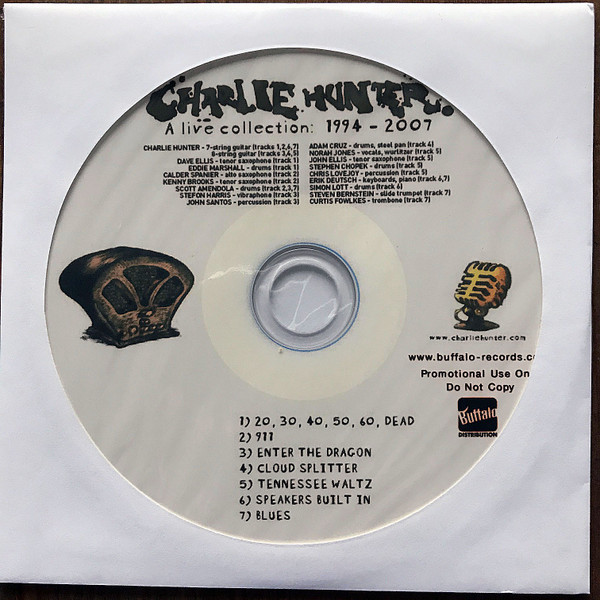 CHARLIE HUNTER.
A live collection: 1994 - 2007
CHARLIE HUNTER - 7-string guitar (tracks 1,2,6,7)
8-string guitar (tracks 3,4,5)
DAVE ELLIS - tenor saxophone (track 1)
EDDIE MARSHALL - drums (track 1)
CALDER SPANIER - alto saxophone (track 2)
KENNY BROOKS - tenor saxophone (track 2)
SCOTT AMENDOLA - drums (track 2,3,7)
STEFON HARRIS - vibraphone (track 3)
JOHN SANTOS - percussion (track 3)
ADAM CRUZ - drums, steel pan (track 4)
NORAH JONES - vocals, wurlitzar (track 5)
JOHN ELLIS - tenor saxophone (track 5)
STEPHEN CHOPEK - drums (track 5)
CHRIS LOVEJOY - percussion (track 5)
ERIK DEUTSCH - keyboards, piano (track 6,7)
SIMON LOTT - drums (track 6)
STEVEN BERNSTEIN - slide trumpet (track 7)
CURTIS FOWLKES - trombone (track 7)
www.charliehunter.com
www.buffalo-records.co
Promotional Use On
Do Not Copy
Buffalo
DISTRIBUTION
1) 20, 30, 40, 50, 60, DEAD
2) 911
3) ENTER THE DRAGON
4) CLOUD SPLITTER
5) TENNESSEE WALTZ
6) SPEAKERS BUILT IN
7) BLUES